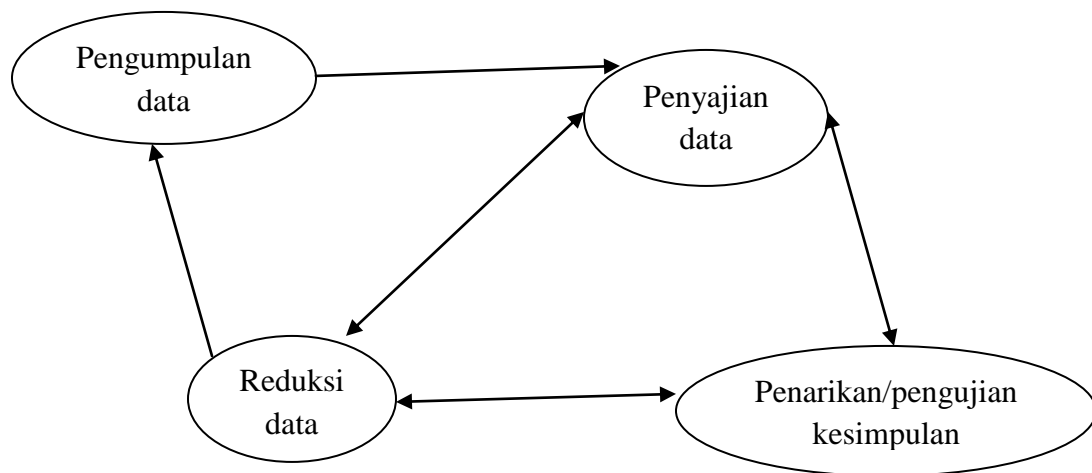 Pengumpulan
data
Penyajian
data
Reduksi
data
Penarikan/pengujian
kesimpulan